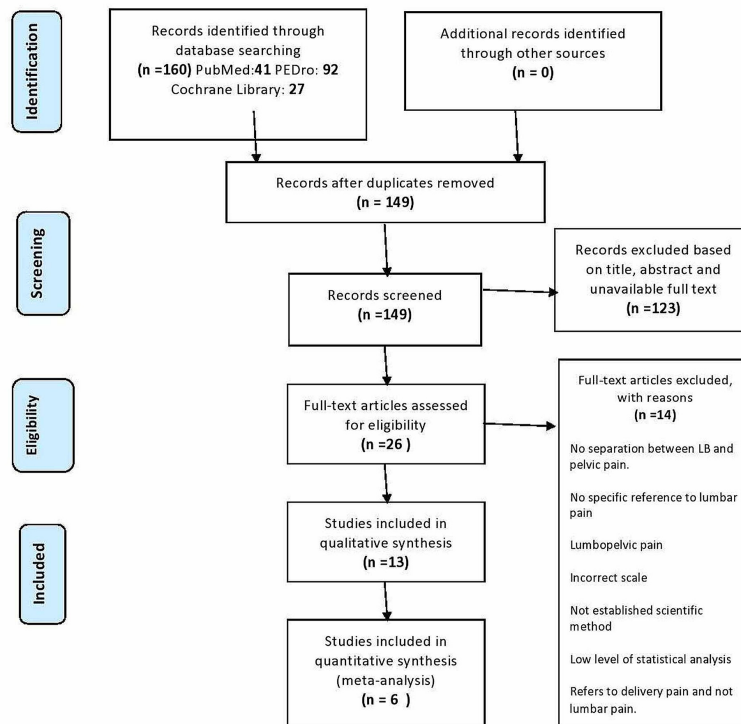 Identification
Records identified through
database searching
(n =160) PubMed:41 PEDro: 92
Cochrane Library: 27
Additional records identified
through other sources
(n = 0)
Records after duplicates removed
(n = 149)
Screening
Records screened
(n =149)
Records excluded based
on title, abstract and
unavailable full text
(n =123)
Eligibility
Full-text articles assessed
for eligibility
(n =26 )
Full-text articles excluded,
with reasons
(n =14)
No separation between LB and
pelvic pain.
No specific reference to lumbar
pain
Lumbopelvic pain
Incorrect scale
Not established scientific
method
Low level of statistical analysis
Refers to delivery pain and not
lumbar pain.
Included
Studies included in
qualitative synthesis
(n =13)
Studies included in
quantitative synthesis
(meta-analysis)
(n = 6 )